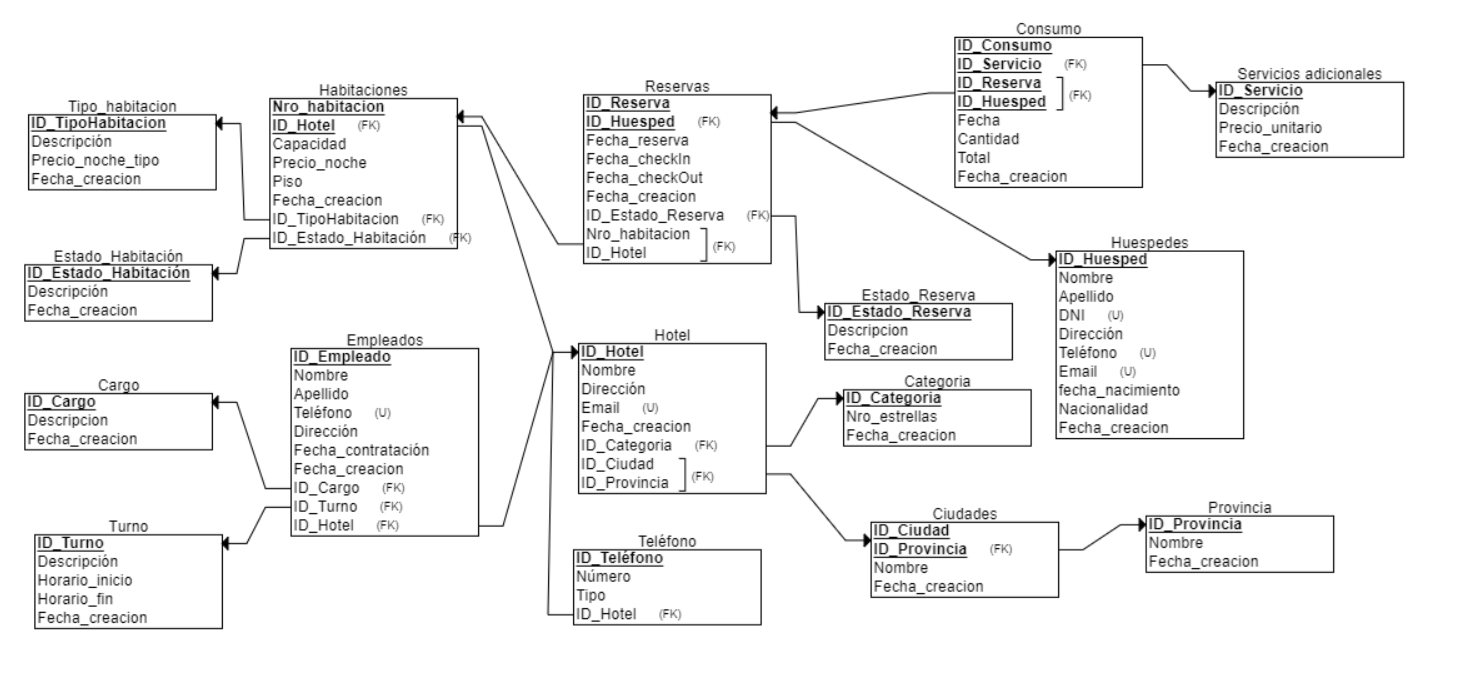 Tipo_habitacion
ID_TipoHabitacion
Descripción
Precio_noche_tipo
Fecha_creacion
Estado_Habitación
ID_Estado_Habitación
Descripción
Fecha_creacion
Cargo
ID_Cargo
Descripcion
Fecha_creacion
Turno
ID_Turno
Descripción
Horario_inicio
Horario_fin
Fecha_creacion
Habitaciones
Nro_habitacion
ID_Hotel (FK)
Capacidad
Precio_noche
Piso
Fecha_creacion
ID_TipoHabitacion (FK)
ID_Estado_Habitación (FK)
Empleados
ID_Empleado
Nombre
Apellido
Teléfono (U)
Dirección
Fecha_contratación
Fecha_creacion
ID_Cargo (FK)
ID_Turno (FK)
ID_Hotel (FK)
Reservas
ID_Reserva
ID_Huesped (FK)
Fecha_reserva
Fecha_checkIn
Fecha_checkOut
Fecha_creacion
ID_Estado_Reserva (FK)
Nro_habitacion
ID_Hotel
(FK)
Hotel
ID_Hotel
Nombre
Dirección
Email (U)
Fecha_creacion
ID_Categoria (FK)
ID_Ciudad
ID_Provincia
(FK)
Teléfono
ID_Teléfono
Número
Tipo
ID_Hotel (FK)
Consumo
ID_Consumo
ID_Servicio (FK)
ID_Reserva
ID_Huesped
(FK)
Fecha
Cantidad
Total
Fecha_creacion
Servicios adicionales
ID_Servicio
Descripción
Precio_unitario
Fecha_creacion
Estado_Reserva
ID_Estado_Reserva
Descripcion
Fecha_creacion
Categoria
ID_Categoria
Nro_estrellas
Fecha_creacion
Huespedes
ID_Huesped
Nombre
Apellido
DNI (U)
Dirección
Teléfono (U)
Email (U)
fecha_nacimiento
Nacionalidad
Fecha_creacion
Ciudades
ID_Ciudad
ID_Provincia (FK)
Nombre
Fecha_creacion
Provincia
ID_Provincia
Nombre
Fecha_creacion